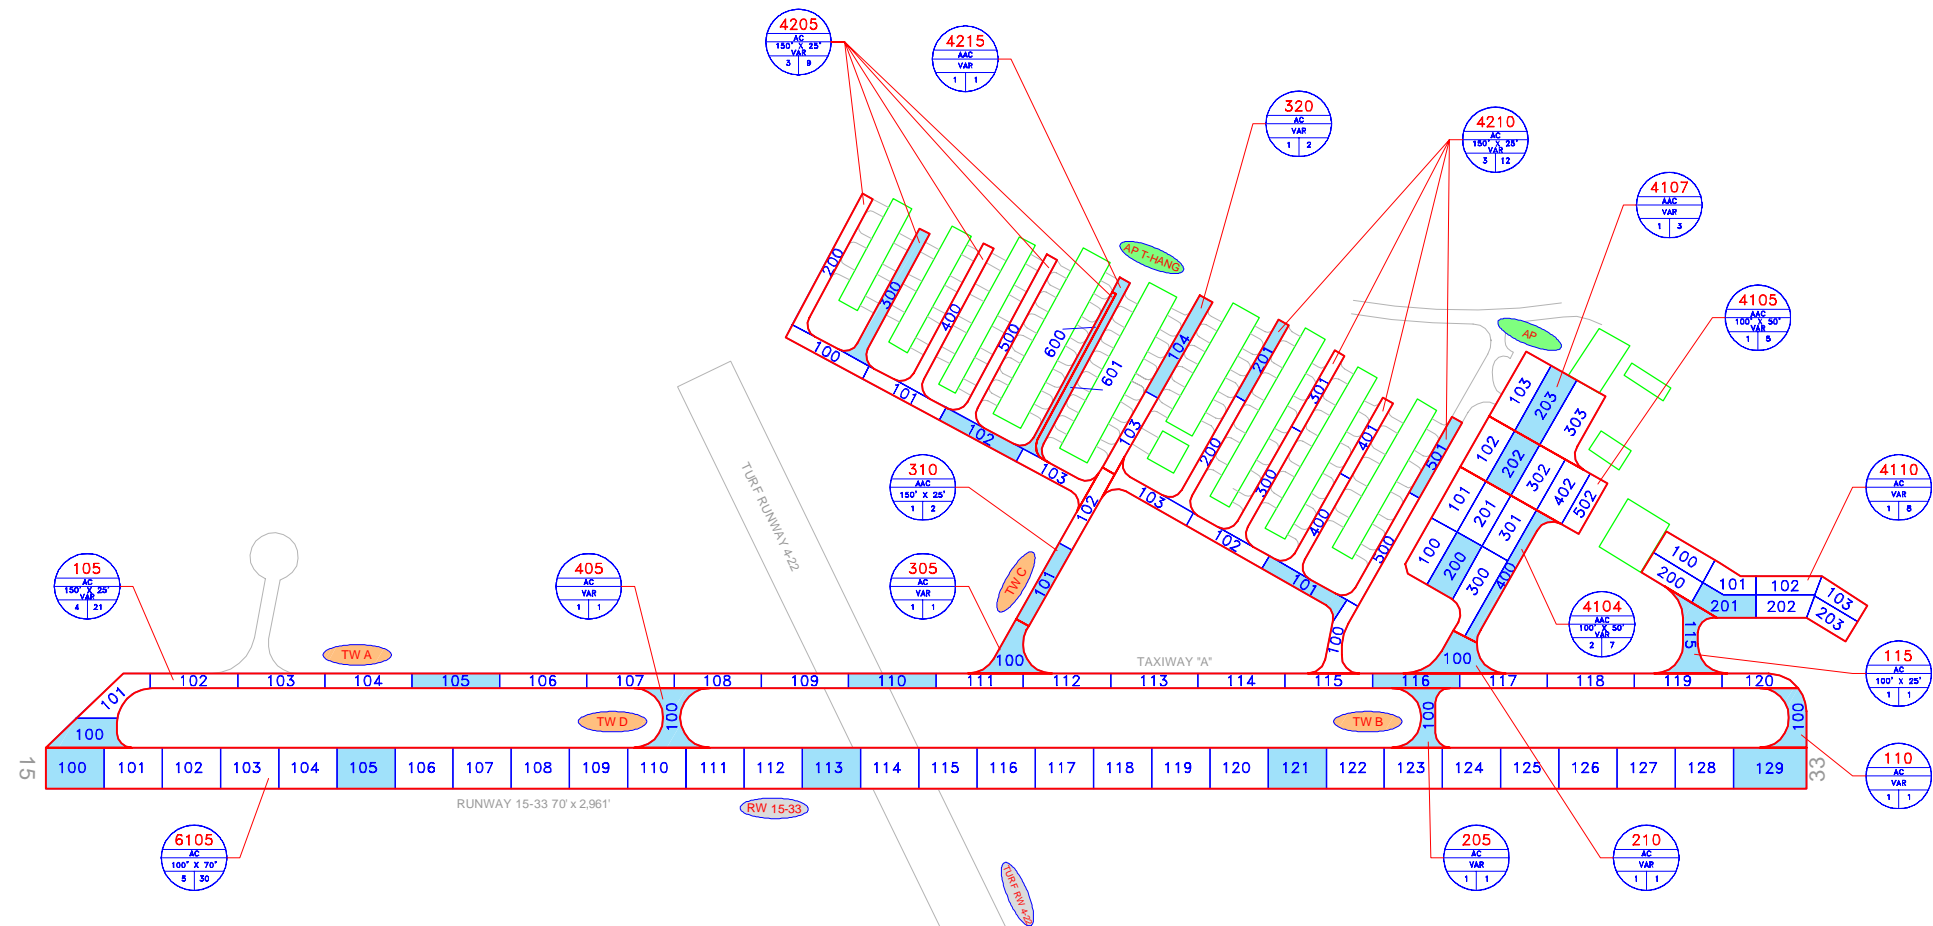 4205
AC
150' X 25'
VAR
3 9
4215
AAC
VAR
1 1
320
AC
VAR
1 2
4210
AC
150' X 25'
VAR
3 12
4107
AAC
VAR
1 3
4105
AAC
100' X 50'
VAR
1 5
4110
AC
VAR
1 8
310
AAC
150' X 25'
1 2
105
AC
150' X 25'
VAR
4 21
405
AC
VAR
1 1
305
AC
VAR
1 1
4104
AAC
100' X 50'
VAR
2 7
115
AC
100' X 25'
1 1
110
AC
VAR
1 1
6105
AC
100' X 70'
5 30
205
AC
VAR
1 1
210
AC
VAR
1 1
AP T-HANG
AP
200
300
400
500
600
601
104
201
301
401
501
100
101
102
103
103
102
101
100
103
102
101
100
200
300
400
500
103
203
303
102
202
302
402
502
101
201
301
100
200
300
400
100
101
102
103
200
201
202
203
115
TW C
TURF RUNWAY 4-22
TW A
TAXIWAY "A"
101
102
103
104
105
106
107
108
109
110
111
112
113
114
115
116
117
118
119
120
100
TW D
100
TW B
100
100
100
15
100
101
102
103
104
105
106
107
108
109
110
111
112
113
114
115
116
117
118
119
120
121
122
123
124
125
126
127
128
129
33
RUNWAY 15-33 70' x 2,961'
RW 15-33
TURF RW 4-22